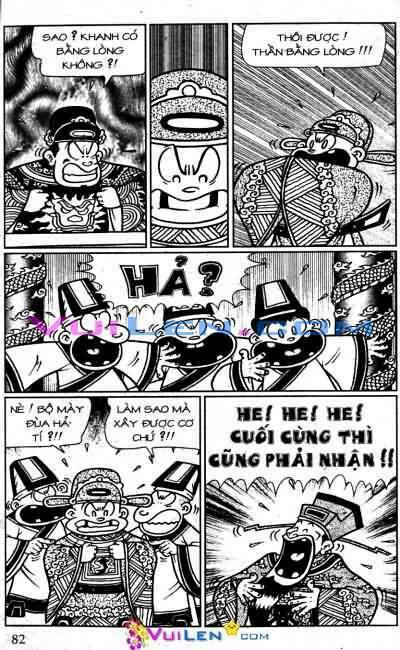 SAO ? KHANH CÓ
BẰNG LÒNG
KHÔNG ?!
THÔI ĐƯỢC !
THẦN BẰNG LÒNG !!!
HẢ?
VuiLen.com
NÈ ! BỘ MÀY
ĐÙA HẢ
TÍ ?!!
LÀM SAO MÀ
XÂY ĐƯỢC CƠ
CHỨ ?!!
HE! HE! HE!
CUỐI CÙNG THÌ
CŨNG PHẢI NHẬN !!
82
VuiLen.com